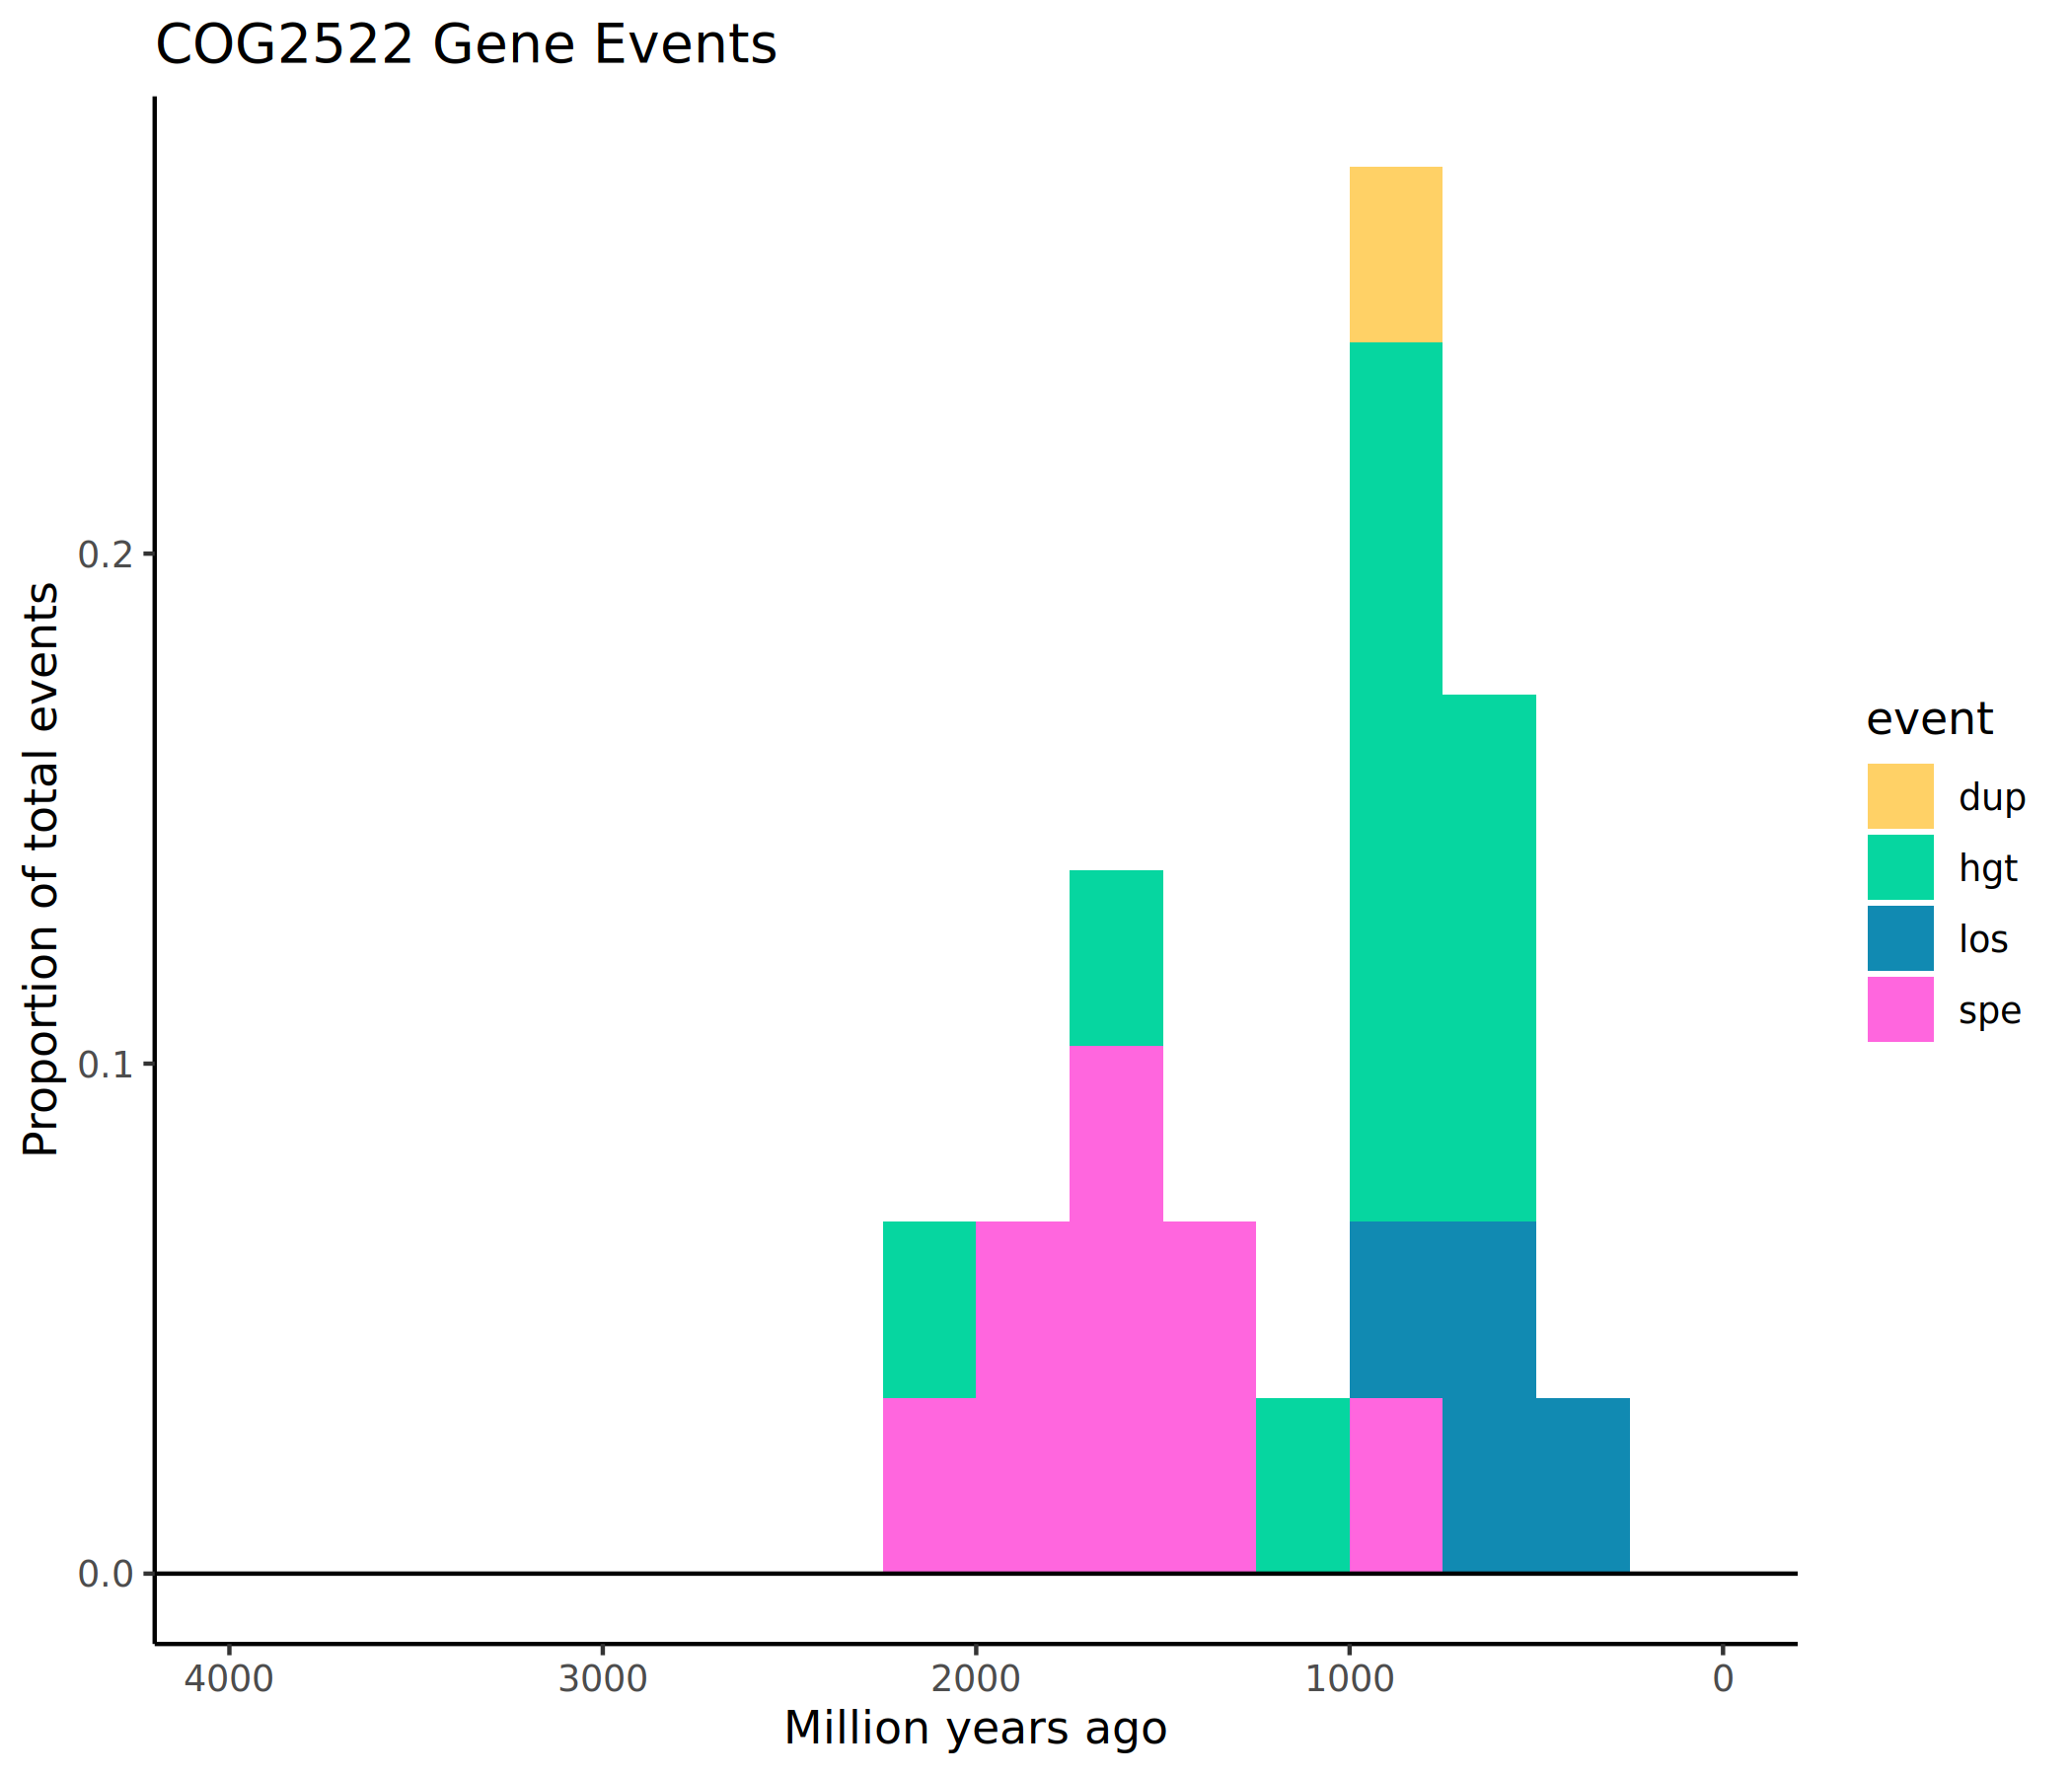 COG2522 Gene Events
Proportion of total events
0.2
0.1
0.0
4000 3000 2000 1000 0
Million years ago
event
dup
hgt
los
spe